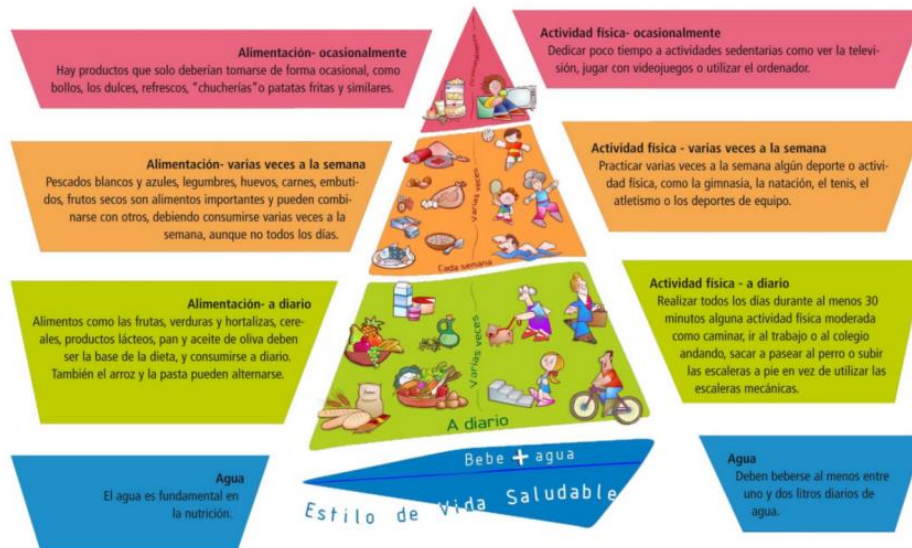 Alimentación- ocasionalmente
Hay productos que solo deberían tomarse de forma ocasional, como
bollos, los dulces, refrescos, "chucherías"o patatas fritas y similares.
Actividad física- ocasionalmente
Dedicar poco tiempo a actividades sedentarias como ver la televi-
sión, jugar con videojuegos o utilizar el ordenador.
Alimentación- varias veces a la semana
Pescados blancos y azules, legumbres, huevos, carnes, embuti-
dos, frutos secos son alimentos importantes y pueden combi-
narse con otros, debiendo consumirse varias veces a la
semana, aunque no todos los días.
Varias veces
Cada semana
Actividad física - varias veces a la semana
Practicar varias veces a la semana algún deporte o activi-
dad física, como la gimnasia, la natación, el tenis, el
atletismo o los deportes de equipo.
Alimentación- a diario
Alimentos como las frutas, verduras y hortalizas, cere-
ales, productos lácteos, pan y aceite de oliva deben
ser la base de la dieta, y consumirse a diario.
También el arroz y la pasta pueden alternarse.
Varias veces
A diario
Actividad física - a diario
Realizar todos los días durante al menos 30
minutos alguna actividad física moderada
como caminar, ir al trabajo o al colegio
andando, sacar a pasear al perro o subir
las escaleras a pie en vez de utilizar las
escaleras mecánicas.
Agua
El agua es fundamental en
la nutrición.
Bebe + agua
Estilo de Vida Saludable
Agua
Deben beberse al menos entre
uno y dos litros diarios de
agua.